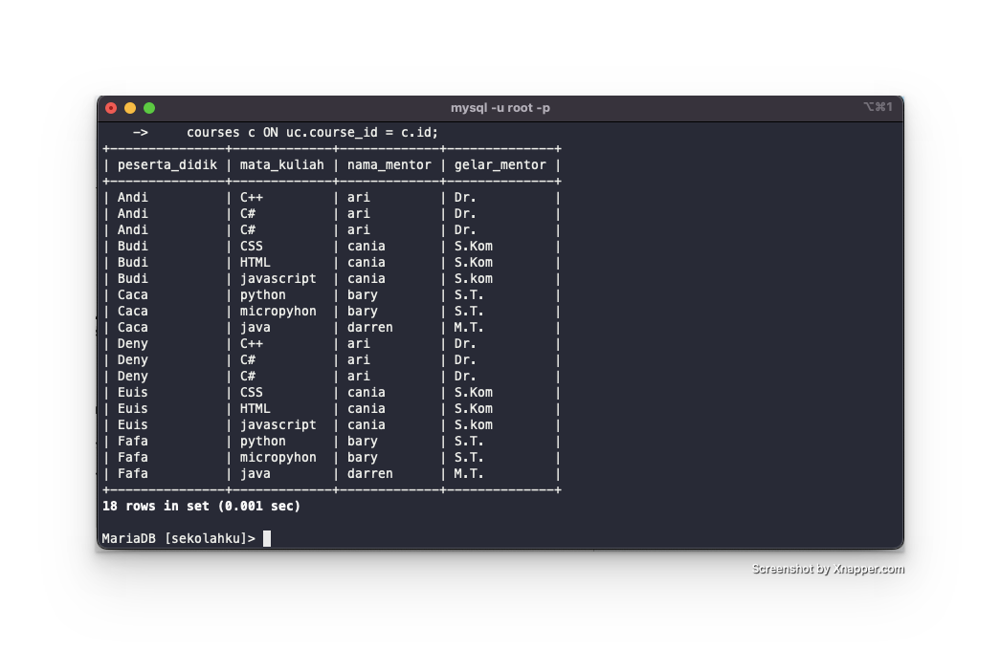 mysql -u root -p
⌥⌘1
-> courses c ON uc.course_id = c.id;
+---------------+-------------+-------------+--------------+
| peserta_didik | mata_kuliah | nama_mentor | gelar_mentor |
+---------------+-------------+-------------+--------------+
| Andi | C++ | ari | Dr. |
| Andi | C# | ari | Dr. |
| Andi | C# | ari | Dr. |
| Budi | CSS | cania | S.Kom |
| Budi | HTML | cania | S.Kom |
| Budi | javascript | cania | S.kom |
| Caca | python | bary | S.T. |
| Caca | micropyhon | bary | S.T. |
| Caca | java | darren | M.T. |
| Deny | C++ | ari | Dr. |
| Deny | C# | ari | Dr. |
| Deny | C# | ari | Dr. |
| Euis | CSS | cania | S.Kom |
| Euis | HTML | cania | S.Kom |
| Euis | javascript | cania | S.kom |
| Fafa | python | bary | S.T. |
| Fafa | micropyhon | bary | S.T. |
| Fafa | java | darren | M.T. |
+---------------+-------------+-------------+--------------+
18 rows in set (0.001 sec)
MariaDB [sekolahku]>
Screenshot by Xnapper.com